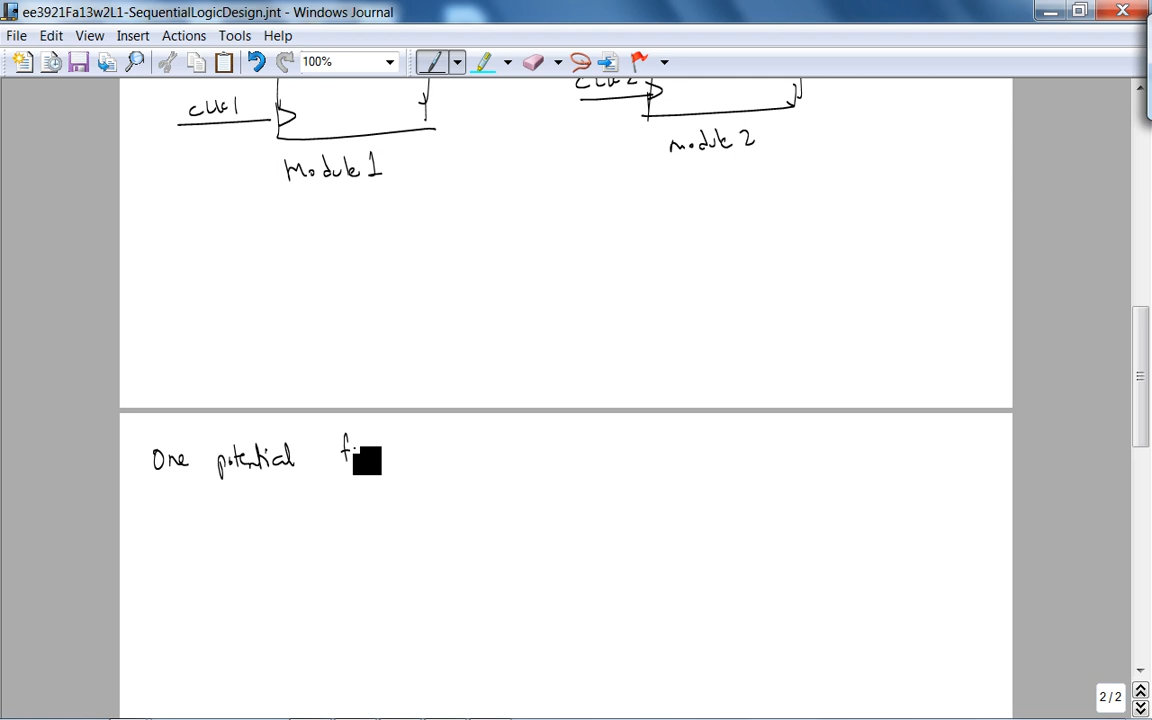 ee3921Fa13w2L1-SequentialLogicDesign.jnt - Windows Journal
File Edit View Insert Actions Tools Help
100%
CLK1
CLK2
Module 1
module 2
One potential
2 / 2